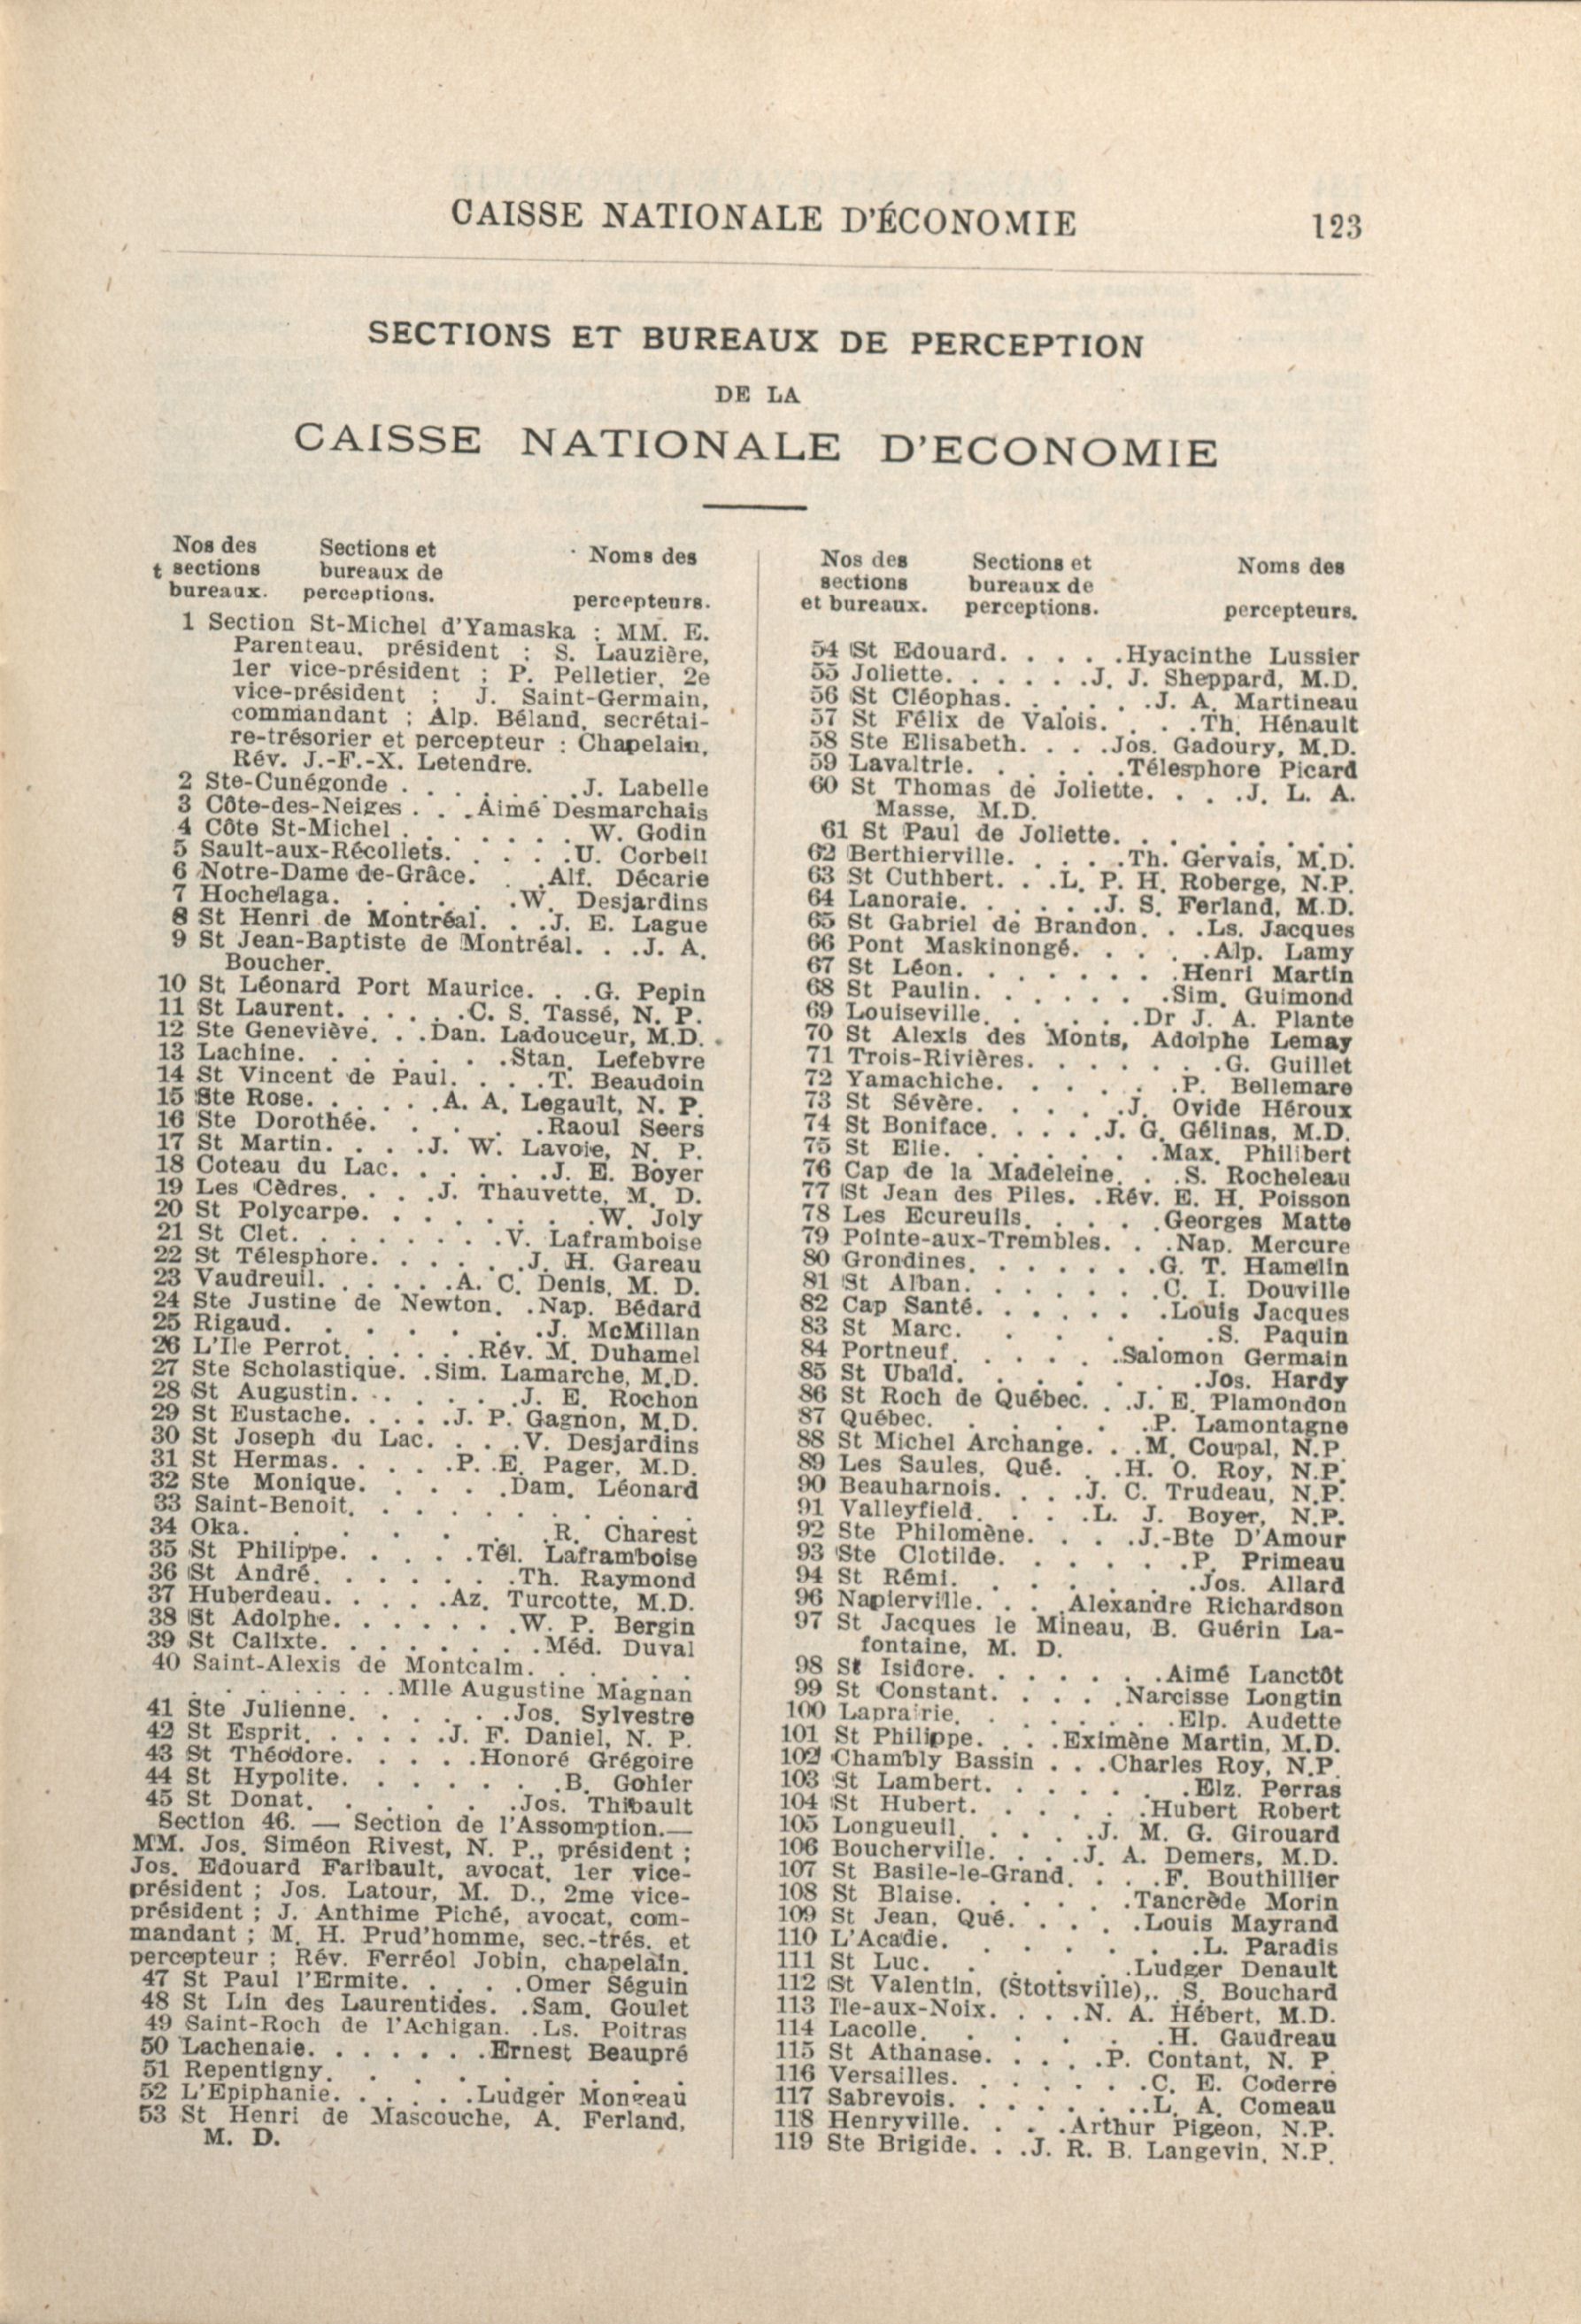 CAISSE NATIONALE D'ÉCONOMIE 123
SECTIONS ET BUREAUX DE PERCEPTION
DE LA
CAISSE NATIONALE D'ECONOMIE
Nos des Sections et Noms des
t sections bureaux de
bureaux. perceptions. percepteurs.
1 Section St-Michel d'Yamaska : MM. E.
Parenteau. président : S. Lauzière,
1er vice-président ; P. Pelletier, 2e
vice-président ; J. Saint-Germain,
commandant ; Alp. Béland, secrétai-
re-trésorier et percepteur : Chapelain,
Rév. J.-F.-X. Letendre.
2 Ste-Cunégonde . . . . . . . .J. Labelle
3 Côte-des-Neiges . . .Aimé Desmarchais
4 Côte St-Michel . . . . . . . W. Godin
5 Sault-aux-Récollets. . . . .U. Corbeil
6 Notre-Dame de-Grâce. . .Alf. Décarie
7 Hochelaga. . . . . . .W. Desjardins
8 St Henri de Montréal. . .J. E. Lague
9 St Jean-Baptiste de Montréal. . .J. A.
Boucher.
10 St Léonard Port Maurice. . .G. Pepin
11 St Laurent. . . . . .C. S. Tassé, N. P.
12 Ste Geneviève. . .Dan. Ladouceur, M.D.
13 Lachine. . . . . . .Stan. Lefebvre
14 St Vincent de Paul. . . .T. Beaudoin
15 Ste Rose. . . . . .A. A. Legault, N. P.
16 Ste Dorothée. . . . . .Raoul Seers
17 St Martin. . . .J. W. Lavoie, N. P.
18 Coteau du Lac. . . . . .J. E. Boyer
19 Les Cèdres. . . .J. Thauvette, M. D.
20 St Polycarpe. . . . . . . .W. Joly
21 St Clet. . . . . . . .V. Laframboise
22 St Télesphore. . . . . .J. H. Gareau
23 Vaudreuil. . . . . .A. C. Denis, M. D.
24 Ste Justine de Newton. .Nap. Bédard
25 Rigaud. . . . . . . .J. McMillan
26 L'Ile Perrot. . . . . .Rév. M. Duhamel
27 Ste Scholastique. .Sim. Lamarche, M.D.
28 St Augustin. . . . . . .J. E. Rochon
29 St Eustache. . . . .J. P. Gagnon, M.D.
30 St Joseph du Lac. . . .V. Desjardins
31 St Hermas. . . . .P. E. Pager, M.D.
32 Ste Monique. . . . .Dam. Léonard
33 Saint-Benoit. . . . . . . . .
34 Oka. . . . . . . .R. Charest
35 St Philippe. . . . .Tél. Laframboise
36 St André. . . . . . .Th. Raymond
37 Huberdeau. . . . .Az. Turcotte, M.D.
38 St Adolphe. . . . . . .W. P. Bergin
39 St Calixte. . . . . . . .Méd. Duval
40 Saint-Alexis de Montcalm. . . . .
. . . . . . .Mlle Augustine Magnan
41 Ste Julienne. . . . . .Jos. Sylvestre
42 St Esprit. . . . . .J. F. Daniel, N. P.
43 St Théodore. . . . .Honoré Grégoire
44 St Hypolite. . . . . . .B. Gohier
45 St Donat. . . . . . .Jos. Thibault
Section 46. — Section de l'Assomption.—
MM. Jos. Siméon Rivest, N. P., président ;
Jos. Edouard Faribault, avocat, 1er vice-
président ; Jos. Latour, M. D., 2me vice-
président ; J. Anthime Piché, avocat, com-
mandant ; M. H. Prud'homme, sec.-trés. et
percepteur ; Rév. Ferréol Jobin, chapelain.
47 St Paul l'Ermite. . . . .Omer Séguin
48 St Lin des Laurentides. .Sam. Goulet
49 Saint-Roch de l'Achigan. .Ls. Poitras
50 Lachenaie. . . . . . .Ernest Beaupré
51 Repentigny. . . . . . . . .
52 L'Epiphanie. . . . . .Ludger Mongeau
53 St Henri de Mascouche, A. Ferland,
M. D.
Nos des Sections et Noms des
sections bureaux de
et bureaux. perceptions. percepteurs.
54 St Edouard. . . . . .Hyacinthe Lussier
55 Joliette. . . . . . .J. J. Sheppard, M.D.
56 St Cléophas. . . . . . .J. A. Martineau
57 St Félix de Valois. . . .Th. Hénault
58 Ste Elisabeth. . . .Jos. Gadoury, M.D.
59 Lavaltrie. . . . . . .Télesphore Picard
60 St Thomas de Joliette. . . .J. L. A.
Masse, M.D.
61 St Paul de Joliette. . . . . . . .
62 Berthierville. . . . .Th. Gervais, M.D.
63 St Cuthbert. . .L. P. H. Roberge, N.P.
64 Lanoraie. . . . . . .J. S. Ferland, M.D.
65 St Gabriel de Brandon. . .Ls. Jacques
66 Pont Maskinongé. . . . . .Alp. Lamy
67 St Léon. . . . . . . .Henri Martin
68 St Paulin. . . . . . . .Sim. Guimond
69 Louiseville. . . . . . .Dr J. A. Plante
70 St Alexis des Monts, Adolphe Lemay
71 Trois-Rivières. . . . . . .G. Guillet
72 Yamachiche. . . . . . .P. Bellemare
73 St Sévère. . . . . .J. Ovide Héroux
74 St Boniface. . . . .J. G. Gélinas, M.D.
75 St Elie. . . . . . . .Max. Philibert
76 Cap de la Madeleine. . .S. Rocheleau
77 St Jean des Piles. .Rév. E. H. Poisson
78 Les Ecureuils. . . . . .Georges Matte
79 Pointe-aux-Trembles. . .Nap. Mercure
80 Grondines. . . . . . . .G. T. Hamelin
81 St Alban. . . . . . . .C. I. Douville
82 Cap Santé. . . . . . . .Louis Jacques
83 St Marc. . . . . . . .S. Paquin
84 Portneuf. . . . . .Salomon Germain
85 St Ubald. . . . . . . .Jos. Hardy
86 St Roch de Québec. . .J. E. Plamondon
87 Québec. . . . . . .P. Lamontagne
88 St Michel Archange. . .M. Coupal, N.P.
89 Les Saules, Qué. . . .H. O. Roy, N.P.
90 Beauharnois. . . . .J. C. Trudeau, N.P.
91 Valleyfield. . . . .L. J. Boyer, N.P.
92 Ste Philomène. . . . .J.-Bte D'Amour
93 Ste Clotilde. . . . . . .P. Primeau
94 St Rémi. . . . . . . .Jos. Allard
96 Napierville. . . .Alexandre Richardson
97 St Jacques le Mineau, B. Guérin La-
fontaine, M. D.
98 St Isidore. . . . . . . .Aimé Lanctôt
99 St Constant. . . . . .Narcisse Longtin
100 Laprairie. . . . . . . .Elp. Audette
101 St Philippe. . . . .Eximène Martin, M.D.
102 Chambly Bassin . . .Charles Roy, N.P.
103 St Lambert. . . . . . .Elz. Perras
104 St Hubert. . . . . . .Hubert Robert
105 Longueuil. . . . . .J. M. G. Girouard
106 Boucherville. . . . .J. A. Demers, M.D.
107 St Basile-le-Grand. . . .F. Bouthillier
108 St Blaise. . . . . . .Tancrède Morin
109 St Jean, Qué. . . . . .Louis Mayrand
110 L'Acadie. . . . . . . .L. Paradis
111 St Luc. . . . . . .Ludger Denault
112 St Valentin, (Stottsville),. .S. Bouchard
113 Ile-aux-Noix. . . . .N. A. Hébert, M.D.
114 Lacolle. . . . . . .H. Gaudreau
115 St Athanase. . . . .P. Contant, N. P.
116 Versailles. . . . . . . .C. E. Coderre
117 Sabrevois. . . . . . . ..L. A. Comeau
118 Henryville. . . . .Arthur Pigeon, N.P.
119 Ste Brigide. . .J. R. B. Langevin, N.P.